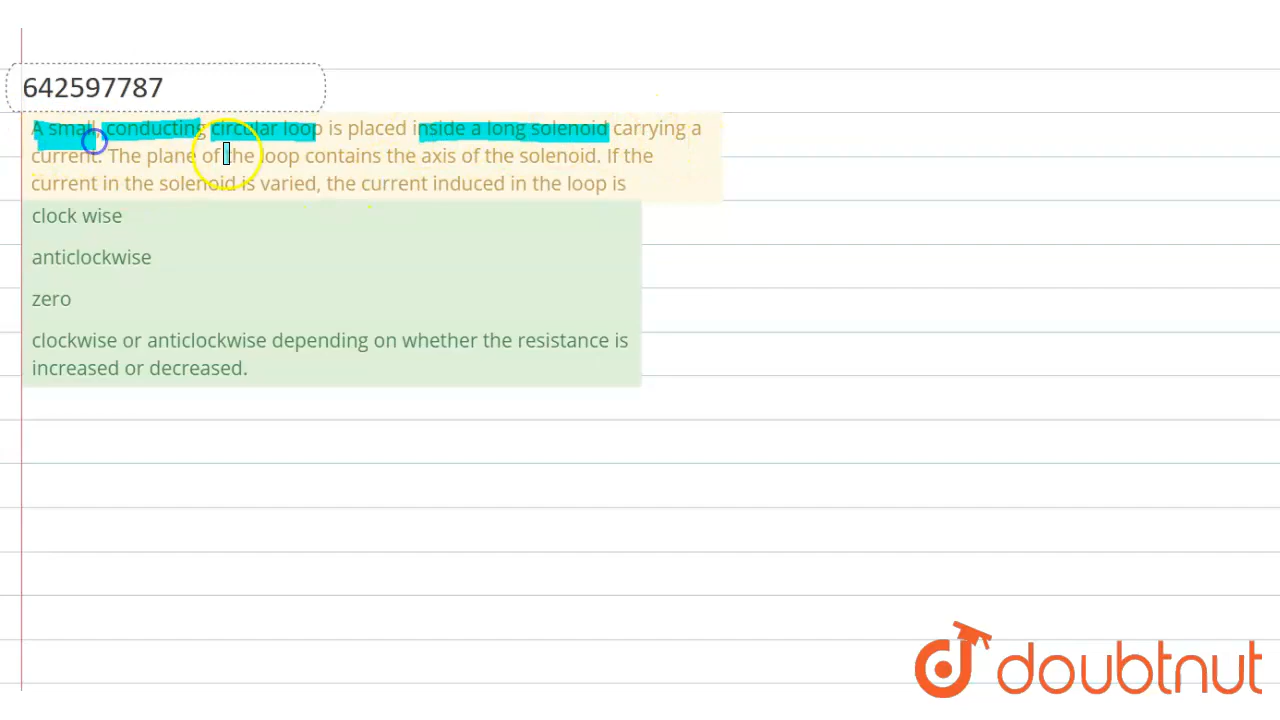 642597787
A small, conducting circular loop is placed inside a long solenoid carrying a
current. The plane of the loop contains the axis of the solenoid. If the
current in the solenoid is varied, the current induced in the loop is
clock wise
anticlockwise
zero
clockwise or anticlockwise depending on whether the resistance is
increased or decreased.
doubtnut